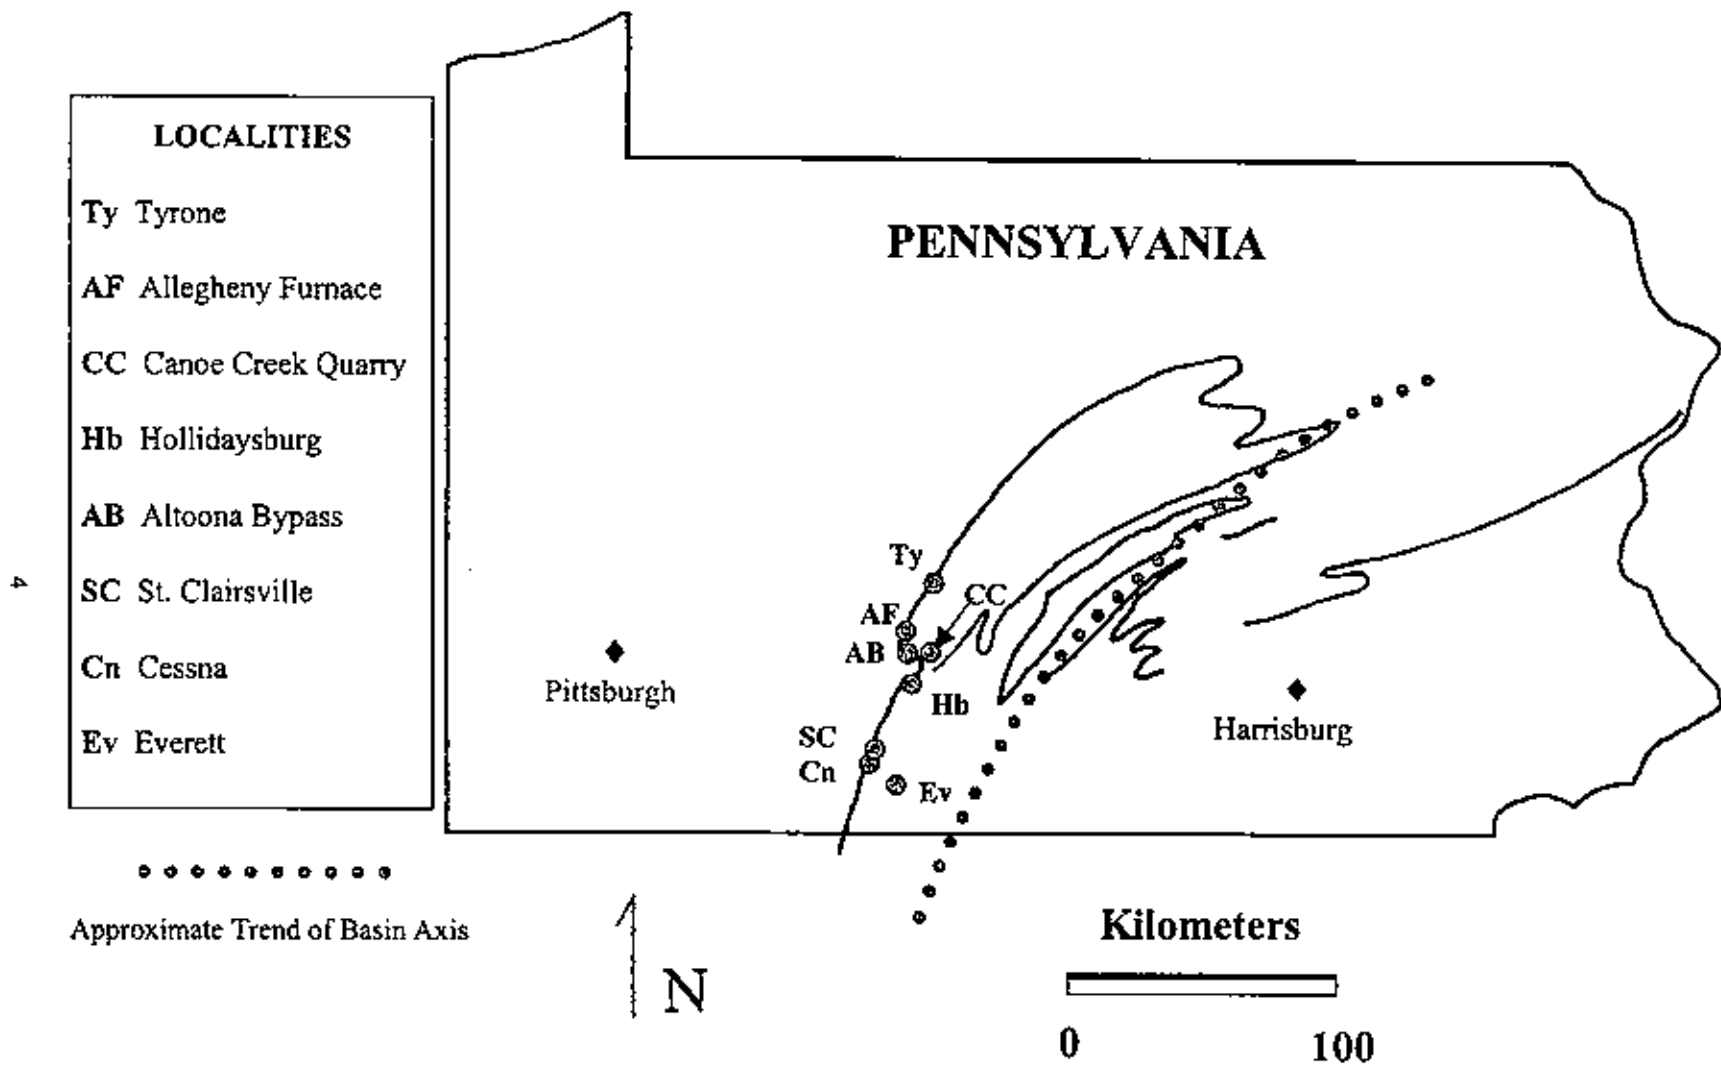 LOCALITIES
Ty Tyrone
AF Allegheny Furnace
CC Canoe Creek Quarry
Hb Hollidaysburg
AB Altoona Bypass
SC St. Clairsville
Cn Cessna
Ev Everett
Approximate Trend of Basin Axis
4
PENNSYLVANIA
Ty
CC
AF
AB
Hb
SC
Cn
Ev
Pittsburgh
Harrisburg
N
Kilometers
0 100